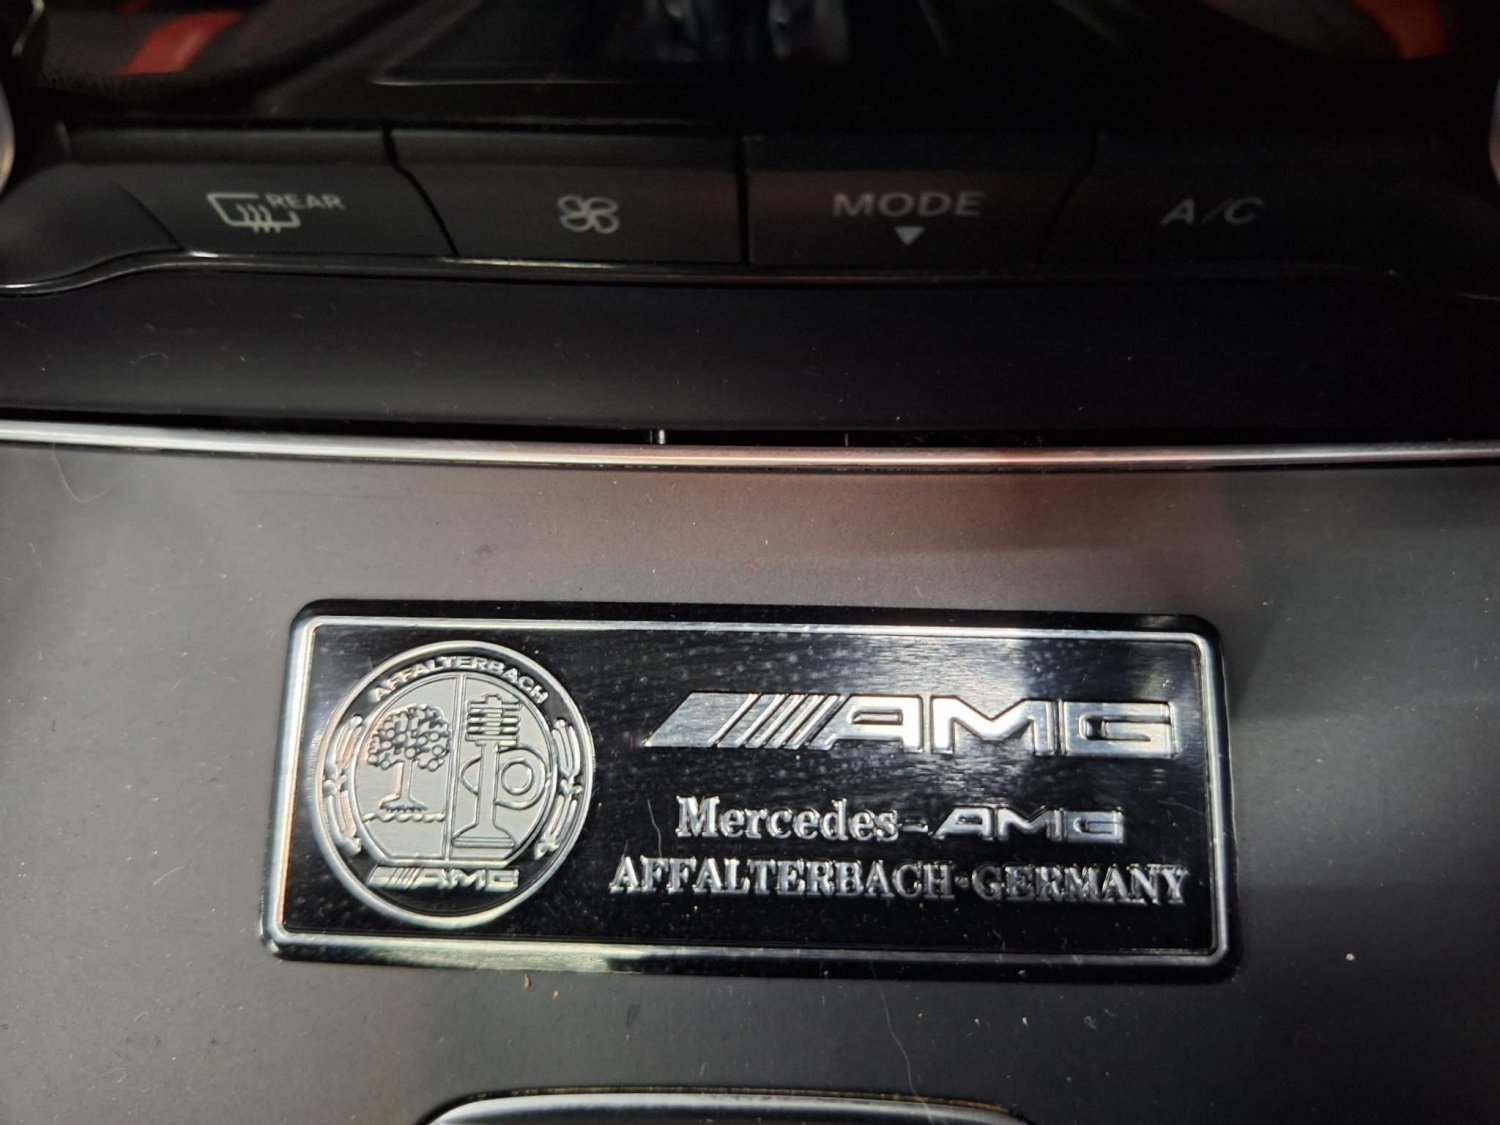 REAR
MODE
A/C
AFFALTERBACH
AMG
AMG
Mercedes-AMG
AFFALTERBACH·GERMANY